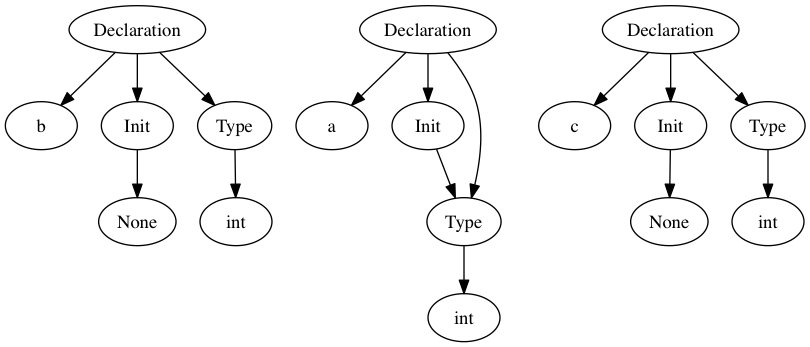 Declaration
Declaration
Declaration
b
Init
Type
a
Init
c
Init
Type
None
int
Type
None
int
int